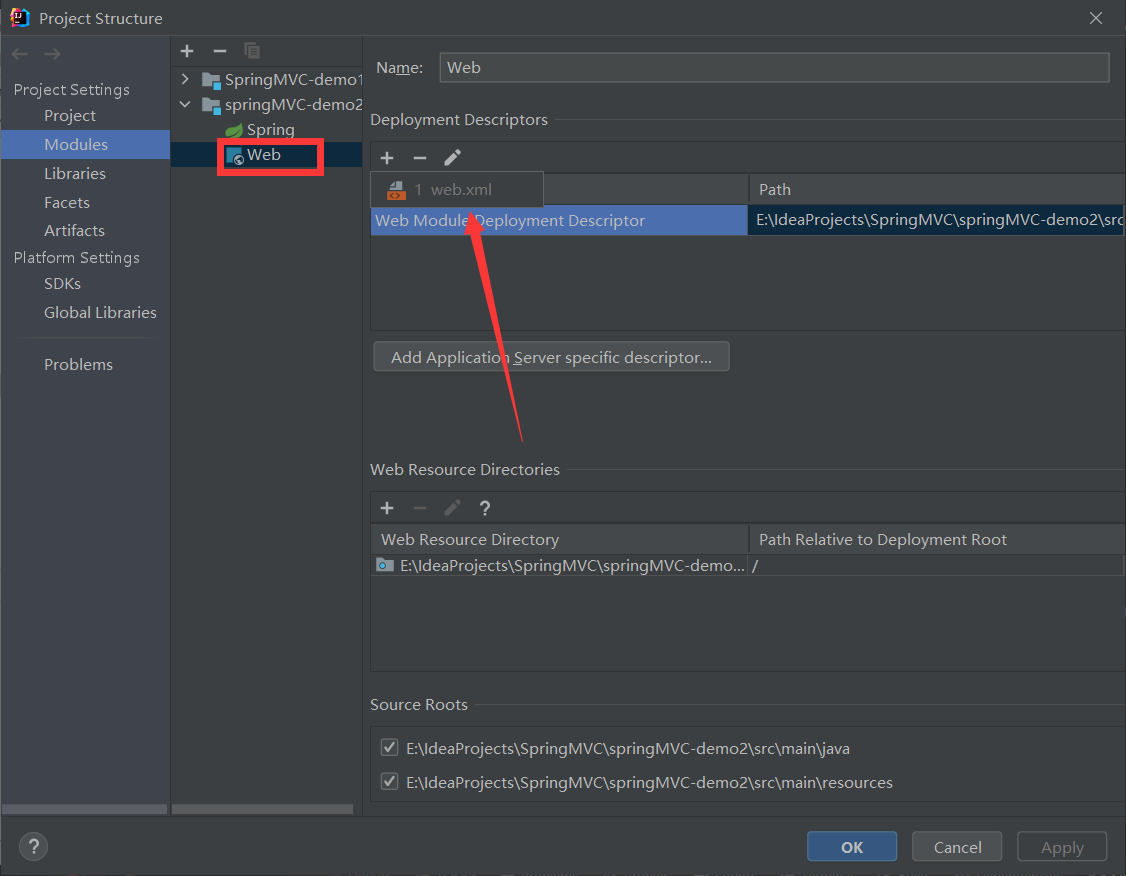 Project Structure
Project Settings
Project
Modules
Libraries
Facets
Artifacts
Platform Settings
SDKs
Global Libraries
Problems
SpringMVC-demo1
springMVC-demo2
Spring
Web
Name: Web
Deployment Descriptors
1 web.xml
Path
Web Module Deployment Descriptor E:\IdeaProjects\SpringMVC\springMVC-demo2\src
Add Application Server specific descriptor...
Web Resource Directories
?
Web Resource Directory Path Relative to Deployment Root
E:\IdeaProjects\SpringMVC\springMVC-demo... /
Source Roots
E:\IdeaProjects\SpringMVC\springMVC-demo2\src\main\java
E:\IdeaProjects\SpringMVC\springMVC-demo2\src\main\resources
? OK Cancel Apply